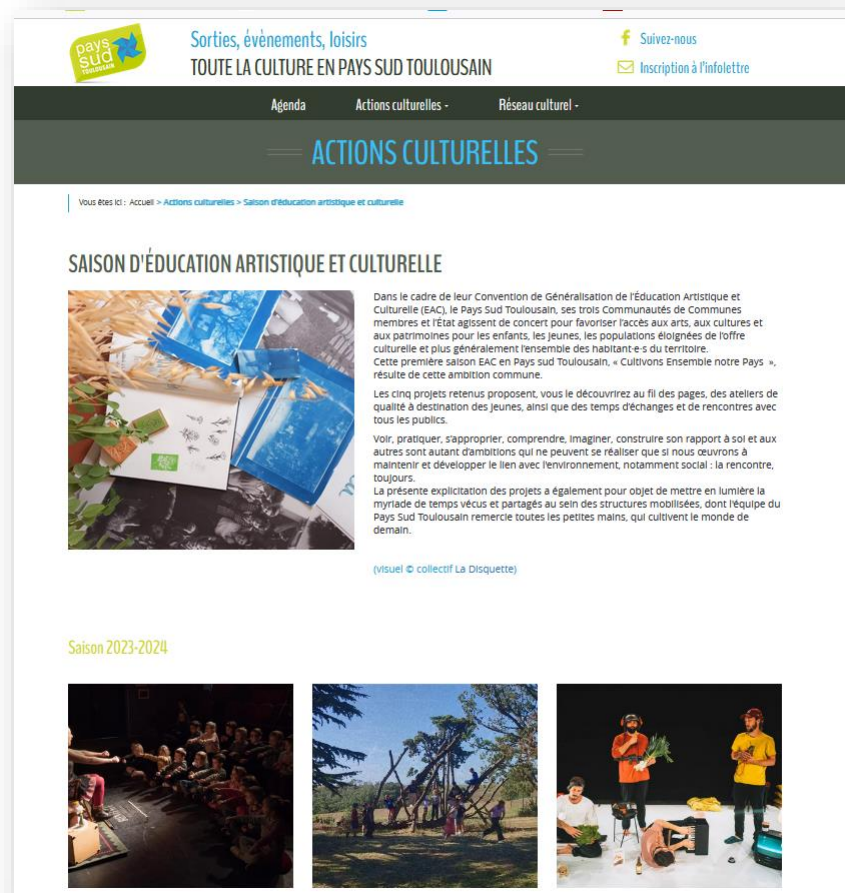 pays
sud
TOULOUSAIN
Sorties, évènements, loisirs
TOUTE LA CULTURE EN PAYS SUD TOULOUSAIN
Suivez-nous
Inscription à l'infolettre
Agenda
Actions culturelles -
Réseau culturel -
ACTIONS CULTURELLES
Vous êtes ici : Accueil > Actions culturelles > Saison d'éducation artistique et culturelle
SAISON D'ÉDUCATION ARTISTIQUE ET CULTURELLE
Dans le cadre de leur Convention de Généralisation de l'Éducation Artistique et
Culturelle (EAC), le Pays Sud Toulousain, ses trois Communautés de Communes
membres et l'État agissent de concert pour favoriser l'accès aux arts, aux cultures et
aux patrimoines pour les enfants, les jeunes, les populations éloignées de l'offre
culturelle et plus généralement l'ensemble des habitant·e·s du territoire.
Cette première saison EAC en Pays sud Toulousain, « Cultivons Ensemble notre Pays »,
résulte de cette ambition commune.
Les cinq projets retenus proposent, vous le découvrirez au fil des pages, des ateliers de
qualité à destination des jeunes, ainsi que des temps d'échanges et de rencontres avec
tous les publics.
Voir, pratiquer, s'approprier, comprendre, imaginer, construire son rapport à soi et aux
autres sont autant d'ambitions qui ne peuvent se réaliser que si nous œuvrons à
maintenir et développer le lien avec l'environnement, notamment social : la rencontre,
toujours.
La présente explicitation des projets a également pour objet de mettre en lumière la
myriade de temps vécus et partagés au sein des structures mobilisées, dont l'équipe du
Pays Sud Toulousain remercie toutes les petites mains, qui cultivent le monde de
demain.
(visuel © collectif La Disquette)
Saison 2023-2024